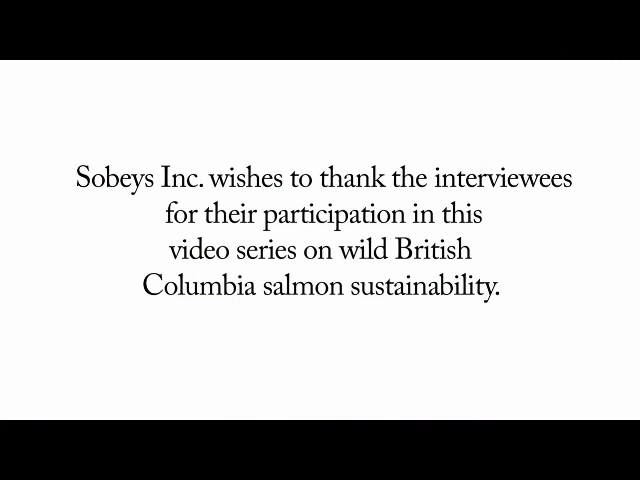 Sobeys Inc. wishes to thank the interviewees
for their participation in this
video series on wild British
Columbia salmon sustainability.